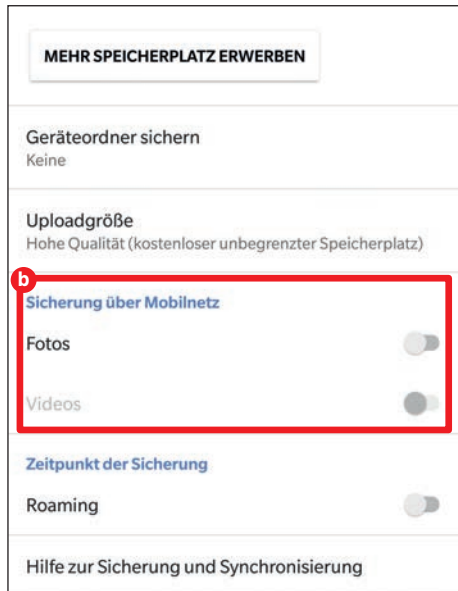 MEHR SPEICHERPLATZ ERWERBEN
Geräteordner sichern
Keine
Uploadgröße
Hohe Qualität (kostenloser unbegrenzter Speicherplatz)
b
Sicherung über Mobilnetz
Fotos
Videos
Zeitpunkt der Sicherung
Roaming
Hilfe zur Sicherung und Synchronisierung